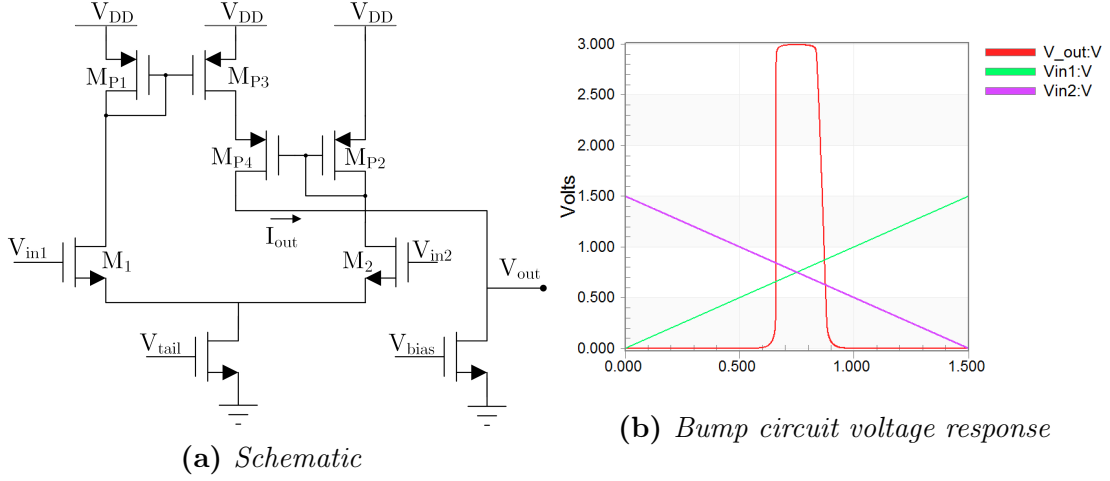 V_DD V_DD V_DD
M_P1 M_P3
M_P4 M_P2
I_out
V_in1 M_1 M_2 V_in2
V_out
V_tail V_bias
(a) Schematic
3.000
2.500
2.000
1.500
1.000
0.500
0.000
Volts
0.000 0.500 1.000 1.500
V_out:V
Vin1:V
Vin2:V
(b) Bump circuit voltage response